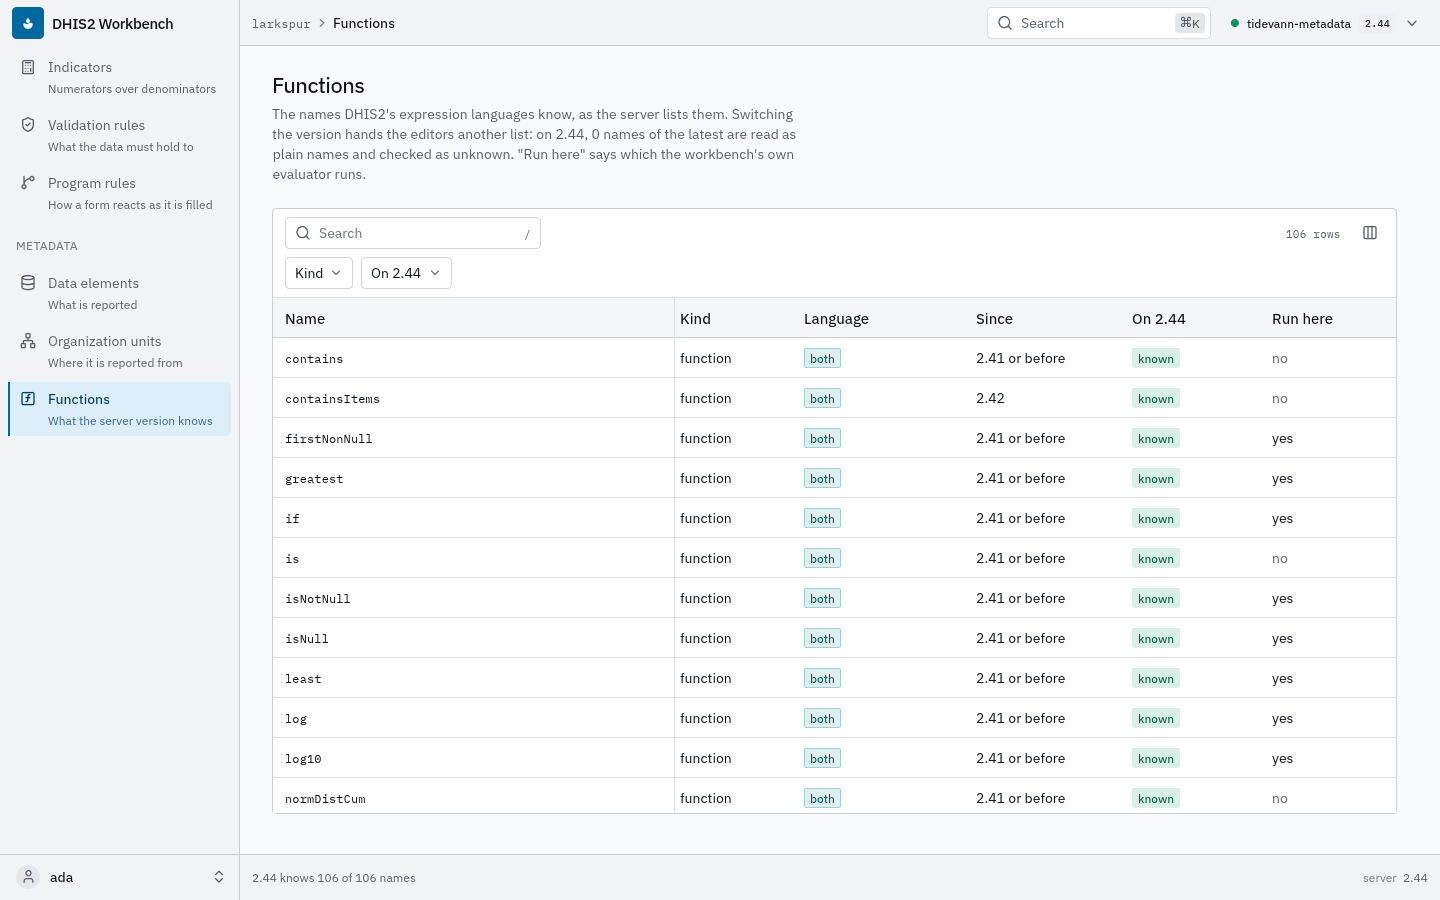 DHIS2 Workbench
Indicators
Numerators over denominators
Validation rules
What the data must hold to
Program rules
How a form reacts as it is filled
METADATA
Data elements
What is reported
Organization units
Where it is reported from
Functions
What the server version knows
ada
larkspur > Functions
Search ⌘K
tidevann-metadata 2.44
Functions
The names DHIS2's expression languages know, as the server lists them. Switching
the version hands the editors another list: on 2.44, 0 names of the latest are read as
plain names and checked as unknown. "Run here" says which the workbench's own
evaluator runs.
Search /
106 rows
Kind On 2.44
Name Kind Language Since On 2.44 Run here
contains function both 2.41 or before known no
containsItems function both 2.42 known no
firstNonNull function both 2.41 or before known yes
greatest function both 2.41 or before known yes
if function both 2.41 or before known yes
is function both 2.41 or before known no
isNotNull function both 2.41 or before known yes
isNull function both 2.41 or before known yes
least function both 2.41 or before known yes
log function both 2.41 or before known yes
log10 function both 2.41 or before known yes
normDistCum function both 2.41 or before known no
2.44 knows 106 of 106 names
server 2.44